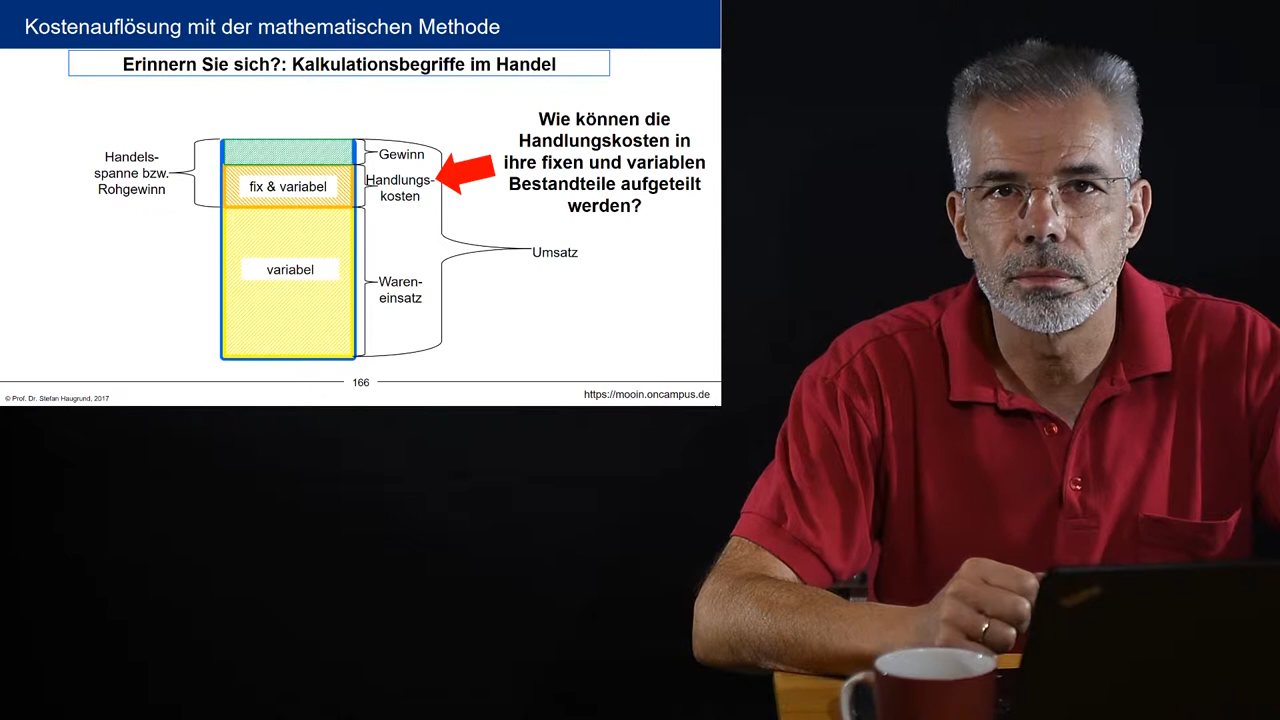 Kostenauflösung mit der mathematischen Methode
Erinnern Sie sich?: Kalkulationsbegriffe im Handel
Wie können die
Handlungskosten in
ihre fixen und variablen
Bestandteile aufgeteilt
werden?
Handels-
spanne bzw.
Rohgewinn
fix & variabel
variabel
Gewinn
Handlungs-
kosten
Waren-
einsatz
Umsatz
166
© Prof. Dr. Stefan Haugrund, 2017
https://mooin.oncampus.de